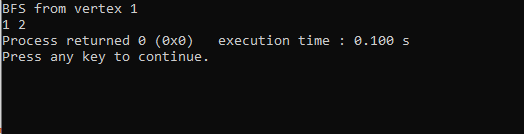 BFS from vertex 1
1 2
Process returned 0 (0x0)   execution time : 0.100 s
Press any key to continue.